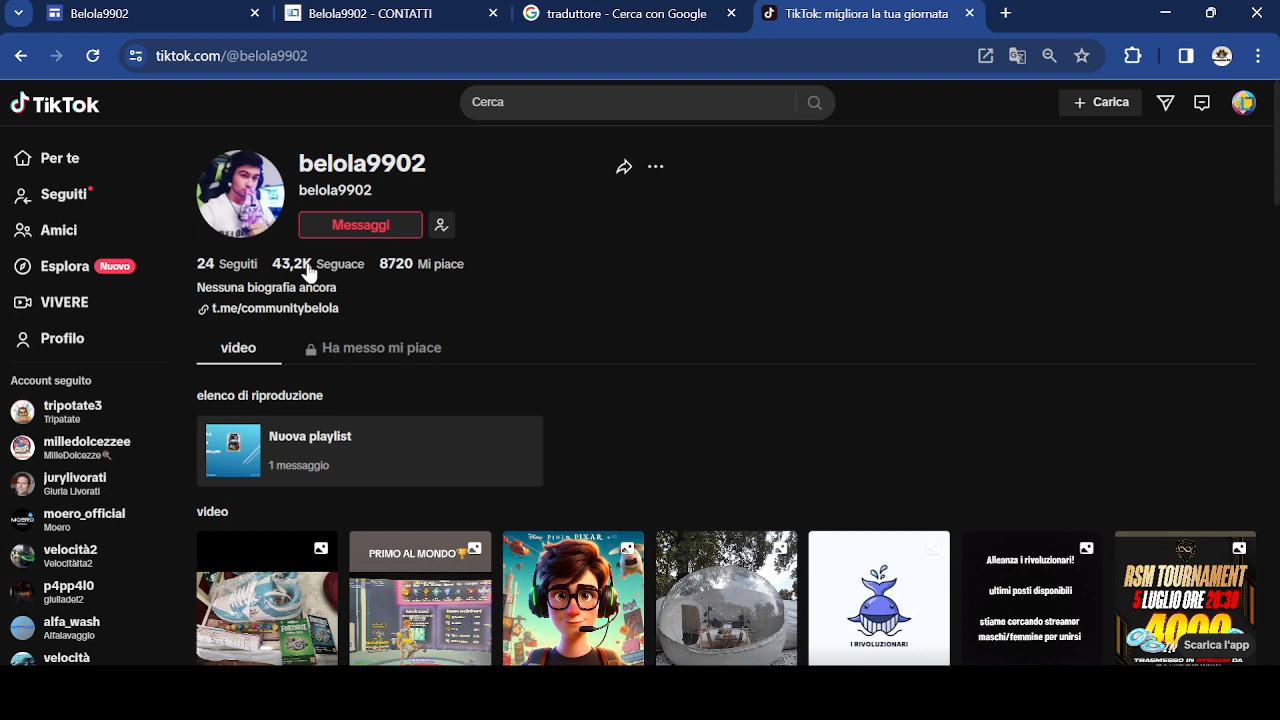 Belola9902
Belola9902 - CONTATTI
traduttore - Cerca con Google
TikTok: migliora la tua giornata
tiktok.com/@belola9902
TikTok
Cerca
Carica
Per te
Seguiti
Amici
Esplora Nuovo
VIVERE
Profilo
Account seguito
tripotate3
Tripatate
milledolcezzee
MilleDolcezze
jurylivorati
Giuria Livorati
moero_official
Moero
velocità2
Velocitàlta2
p4pp4l0
giuladel2
alfa_wash
Alfalavaggio
velocità
belola9902
belola9902
Messaggi
24 Seguiti 43,2K Seguace 8720 Mi piace
Nessuna biografia ancora
t.me/communitybelola
video
Ha messo mi piace
elenco di riproduzione
Nuova playlist
1 messaggio
video
PRIMO AL MONDO
I RIVOLUZIONARI
Alleanza i rivoluzionari!
ultimi posti disponibili
stiamo cercando streamer
maschi/femmine per unirsi
RSM TOURNAMENT
5 LUGLIO ORE 20:30
4000
TRASMESSO IN STREAM DA
Scarica l'app